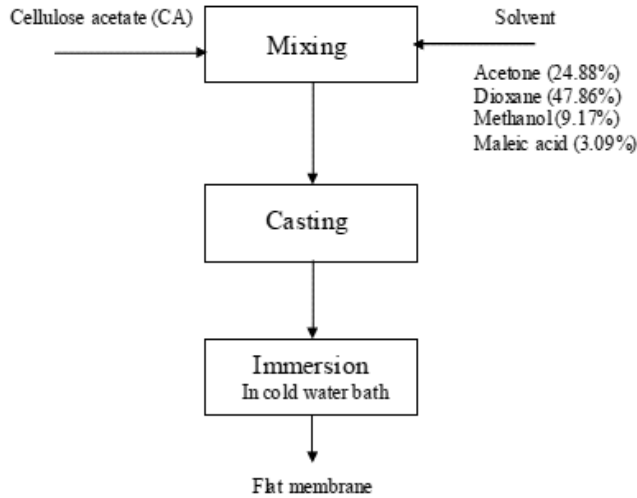 Cellulose acetate (CA)
Solvent
Mixing
Acetone (24.88%)
Dioxane (47.86%)
Methanol (9.17%)
Maleic acid (3.09%)
Casting
Immersion
In cold water bath
Flat membrane